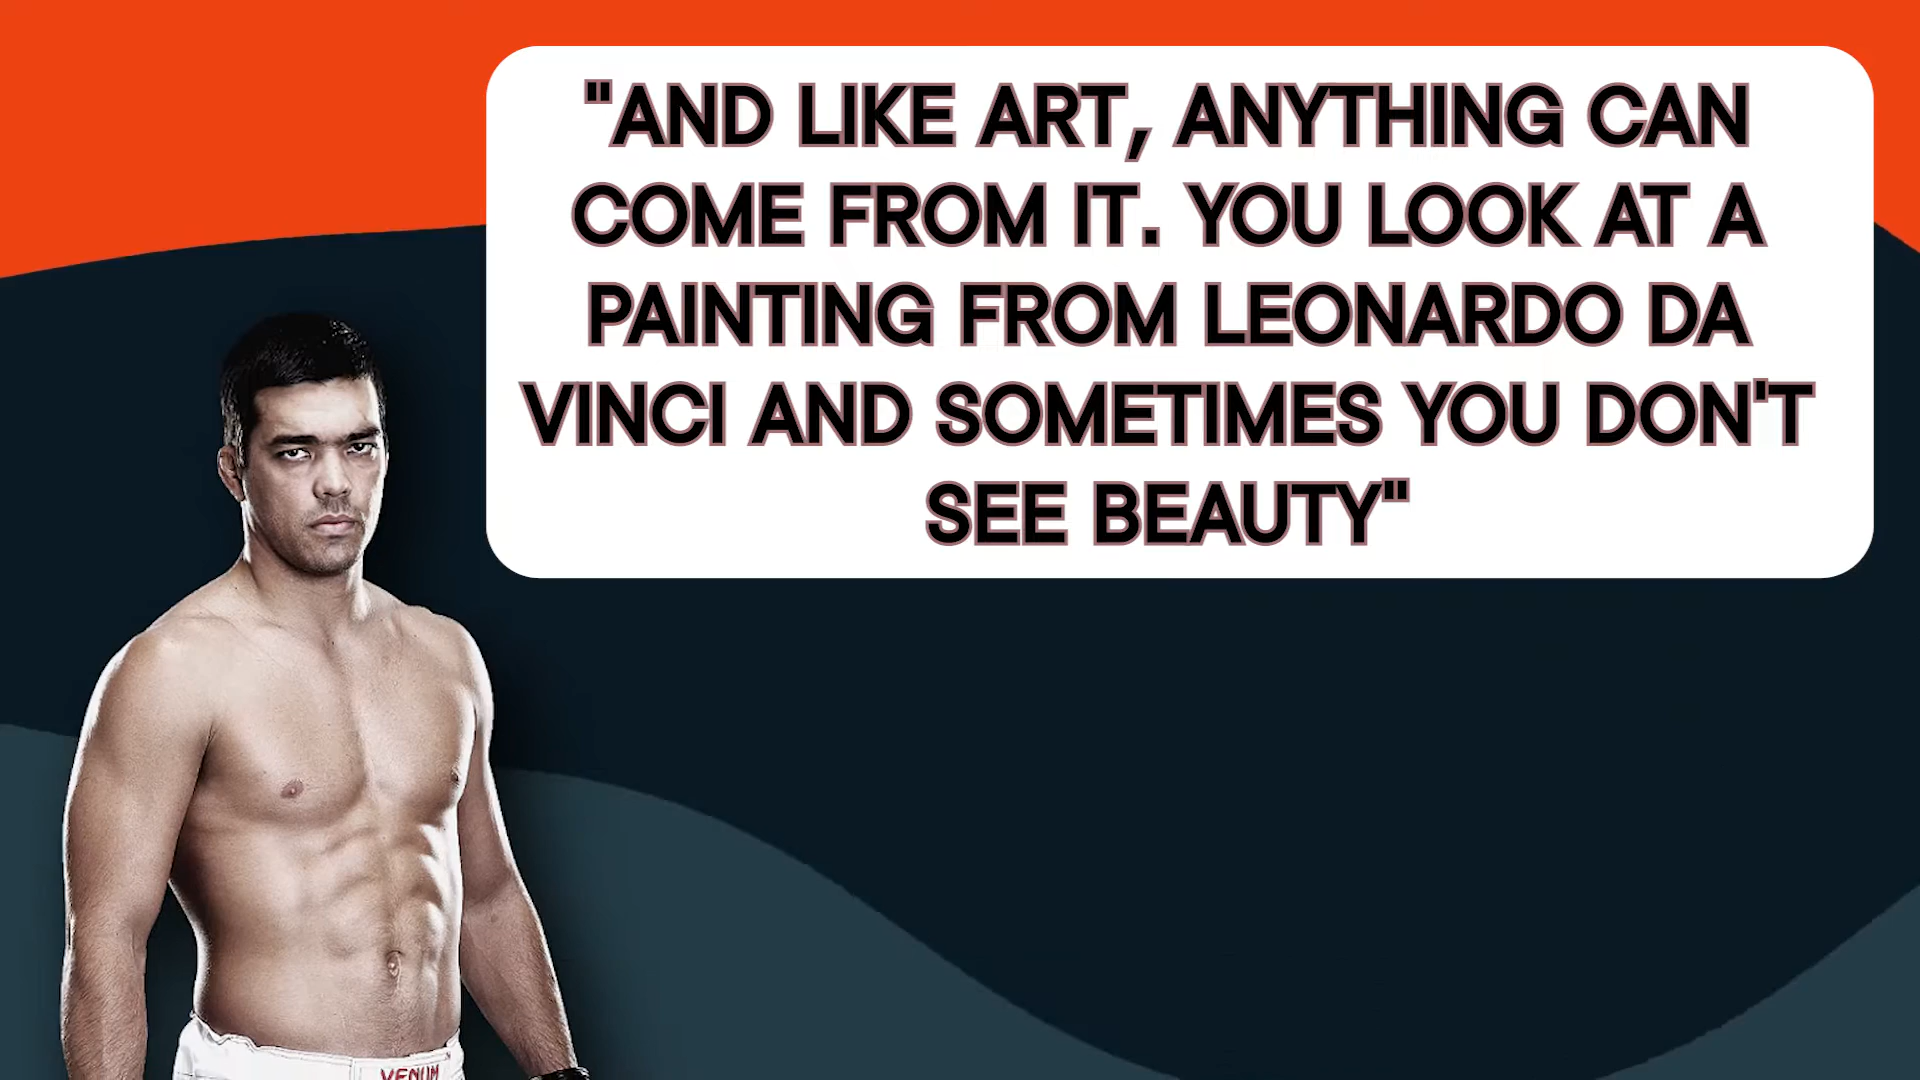 "AND LIKE ART, ANYTHING CAN
COME FROM IT. YOU LOOK AT A
PAINTING FROM LEONARDO DA
VINCI AND SOMETIMES YOU DON'T
SEE BEAUTY"
VENUM